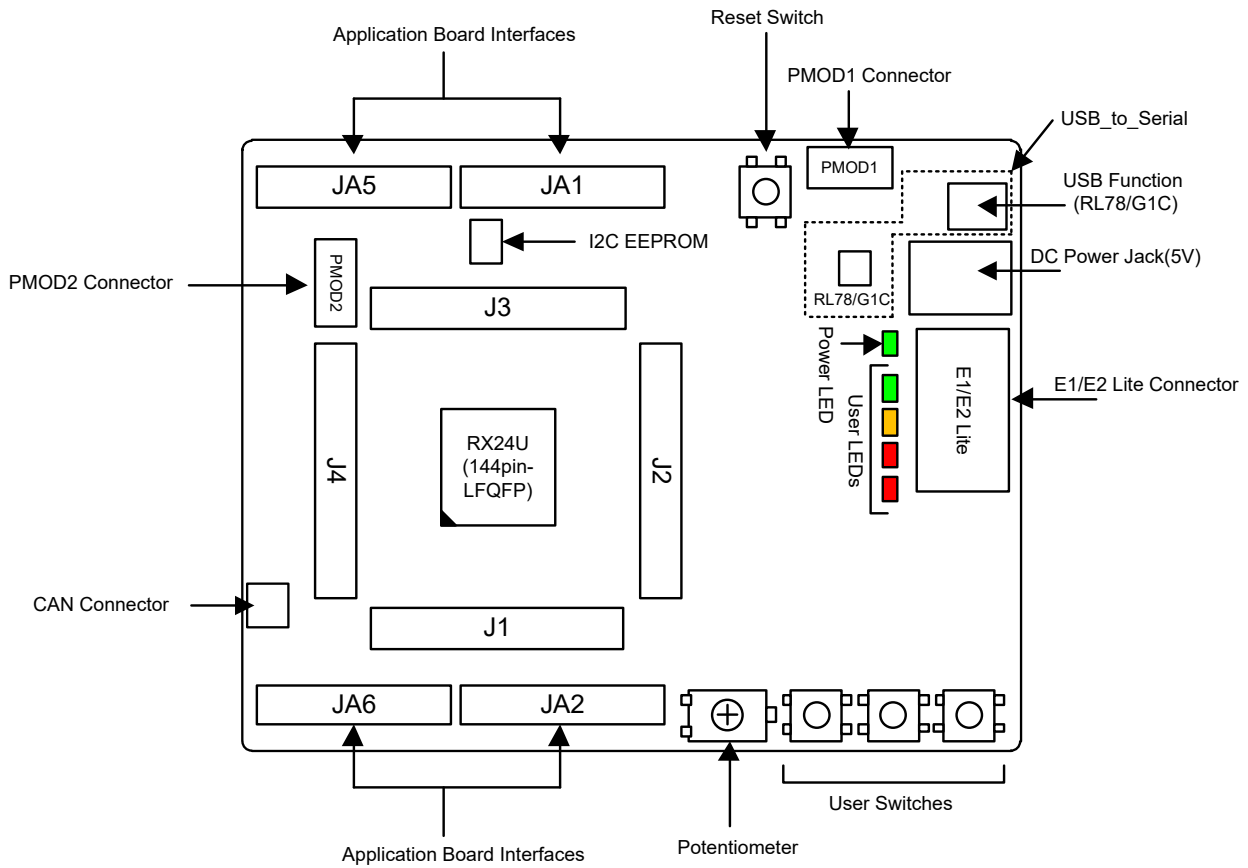 Reset Switch
Application Board Interfaces
PMOD1 Connector
USB_to_Serial
PMOD1
JA5
JA1
USB Function
(RL78/G1C)
I2C EEPROM
DC Power Jack(5V)
PMOD2 Connector
PMOD2
RL78/G1C
J3
Power LED
E1/E2 Lite Connector
E1/E2 Lite
User LEDs
RX24U
(144pin-
LFQFP)
J4
J2
CAN Connector
J1
JA6
JA2
User Switches
Potentiometer
Application Board Interfaces